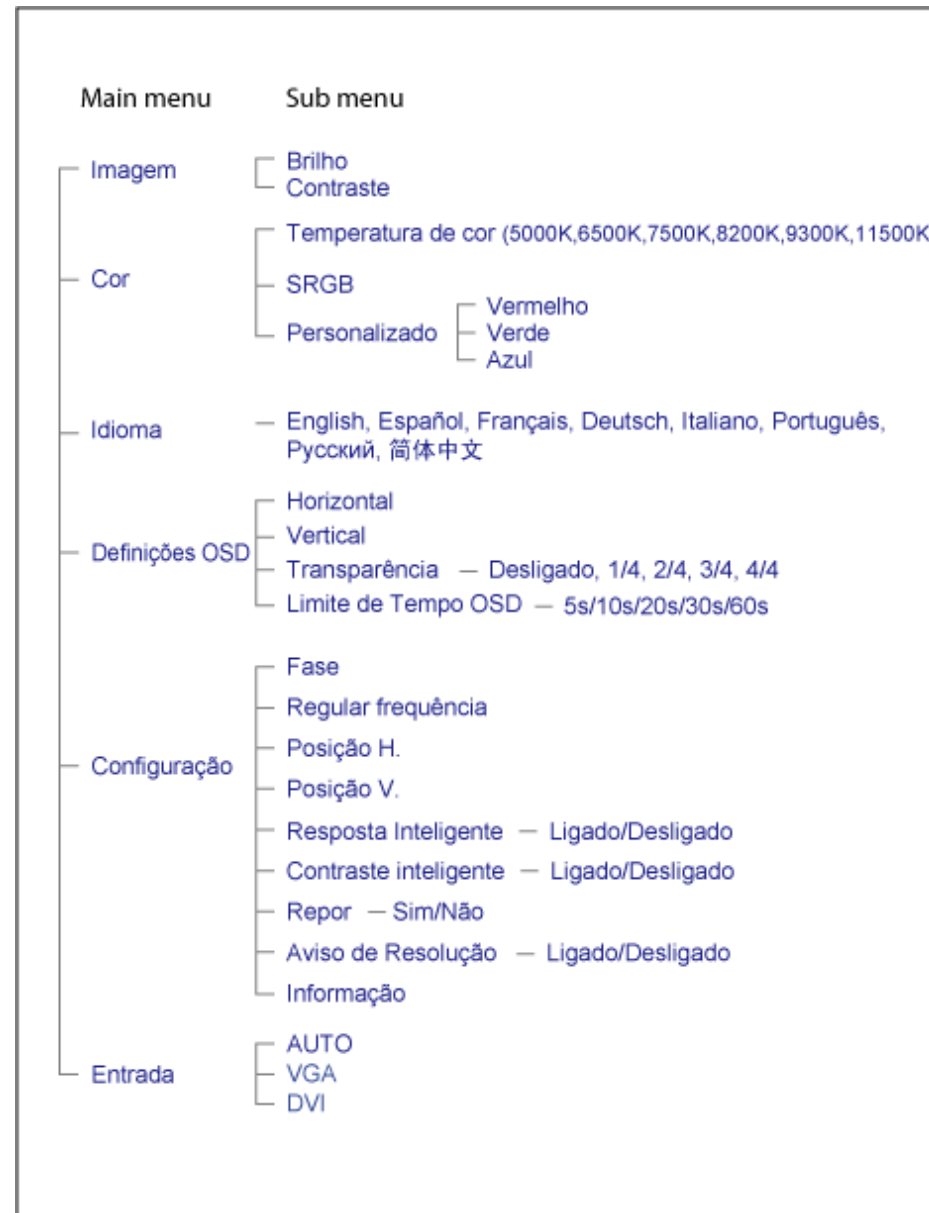 Main menu Sub menu
Imagem
Brilho
Contraste
Cor
Temperatura de cor (5000K,6500K,7500K,8200K,9300K,11500K
SRGB
Personalizado
Vermelho
Verde
Azul
Idioma
English, Español, Français, Deutsch, Italiano, Português,
Русский, 简体中文
Definições OSD
Horizontal
Vertical
Transparência — Desligado, 1/4, 2/4, 3/4, 4/4
Limite de Tempo OSD — 5s/10s/20s/30s/60s
Configuração
Fase
Regular frequência
Posição H.
Posição V.
Resposta Inteligente — Ligado/Desligado
Contraste inteligente — Ligado/Desligado
Repor — Sim/Não
Aviso de Resolução — Ligado/Desligado
Informação
Entrada
AUTO
VGA
DVI